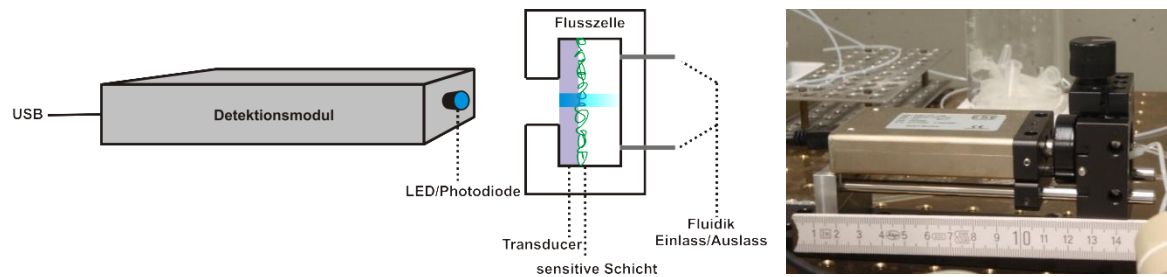 Flusszelle
USB
Detektionsmodul
LED/Photodiode
Transducer
sensitive Schicht
Fluidik
Einlass/Auslass
1 2 3 4 5 6 7 8 9 10 11 12 13 14